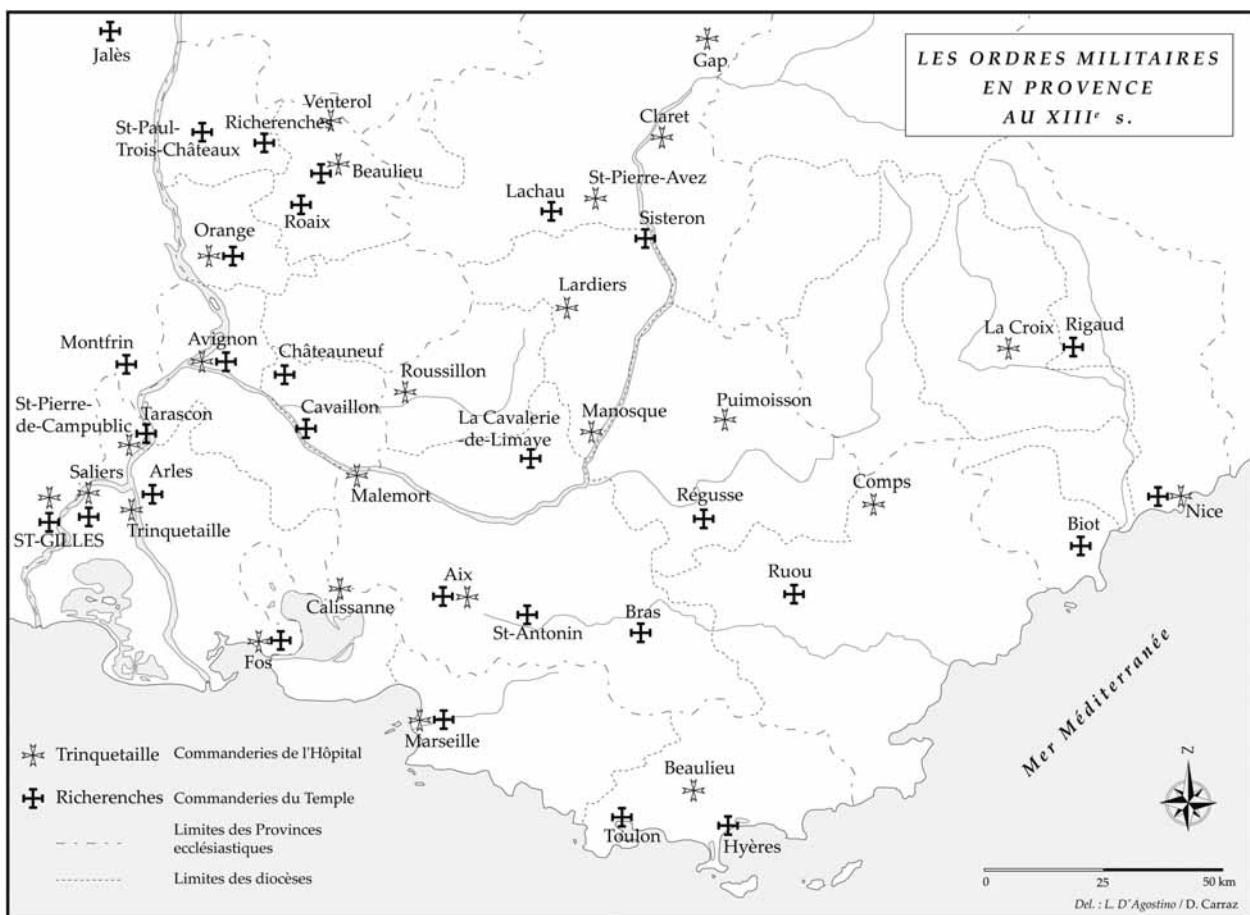 LES ORDRES MILITAIRES
EN PROVENCE
AU XIIIe s.
Jalès
Gap
Venterol
St-Paul-
Trois-Châteaux
Richerenches
Claret
Beaulieu
Lachau
St-Pierre-Avez
Roaix
Sisteron
Orange
Lardiers
La Croix
Rigaud
Montfrin
Avignon
Châteauneuf
Roussillon
St-Pierre-
de-Campublic
Tarascon
Cavaillon
La Cavalerie
-de-Limaye
Manosque
Puimoisson
Saliers
Arles
Malemort
Régusse
Comps
Nice
ST-GILLES
Trinquetaille
Biot
Calissanne
Aix
St-Antonin
Bras
Ruou
Fos
Marseille
Beaulieu
Toulon
Hyères
Mer Méditerranée
Trinquetaille Commanderies de l'Hôpital
Richerenches Commanderies du Temple
Limites des Provinces
ecclésiastiques
Limites des diocèses
N
0 25 50 km
Del. : L. D'Agostino / D. Carraz